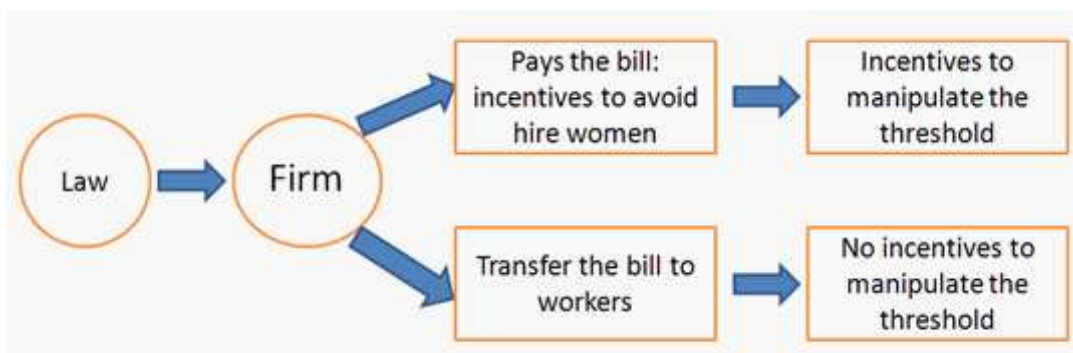 Law
Firm
Pays the bill:
incentives to avoid
hire women
Incentives to
manipulate the
threshold
Transfer the bill to
workers
No incentives to
manipulate the
threshold